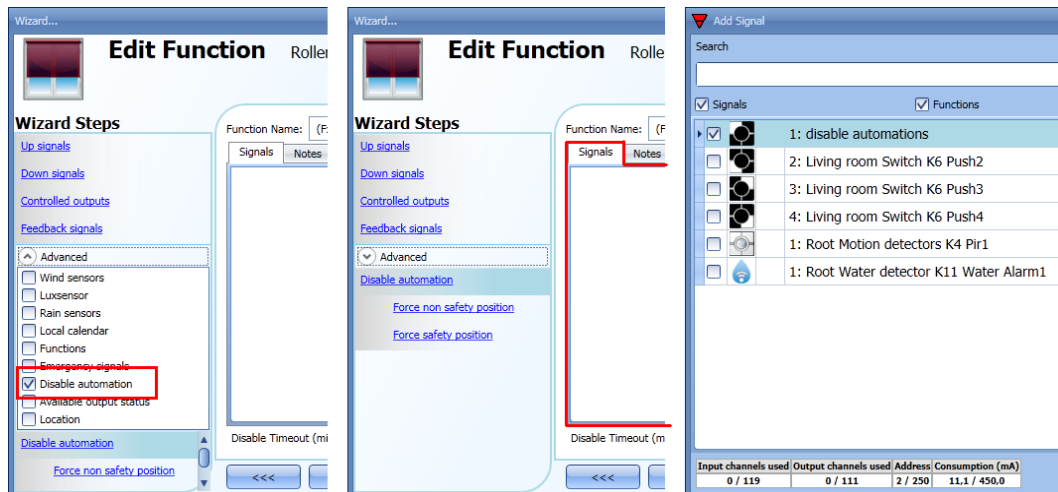 Wizard...
Edit Function Roller
Wizard Steps
Up signals
Down signals
Controlled outputs
Feedback signals
Advanced
Wind sensors
Luxsensor
Rain sensors
Local calendar
Functions
Emergency signals
Disable automation
Available output status
Location
Disable automation
Force non safety position
Function Name: (F
Signals Notes
Disable Timeout (mi
<<<
Wizard...
Edit Function Rolle
Wizard Steps
Up signals
Down signals
Controlled outputs
Feedback signals
Advanced
Disable automation
Force non safety position
Force safety position
Function Name: (F
Signals Notes
Disable Timeout (m
<<<
Add Signal
Search
Signals Functions
1: disable automations
2: Living room Switch K6 Push2
3: Living room Switch K6 Push3
4: Living room Switch K6 Push4
1: Root Motion detectors K4 Pir1
1: Root Water detector K11 Water Alarm1
Input channels used Output channels used Address Consumption (mA)
0 / 119 0 / 111 2 / 250 11,1 / 450,0